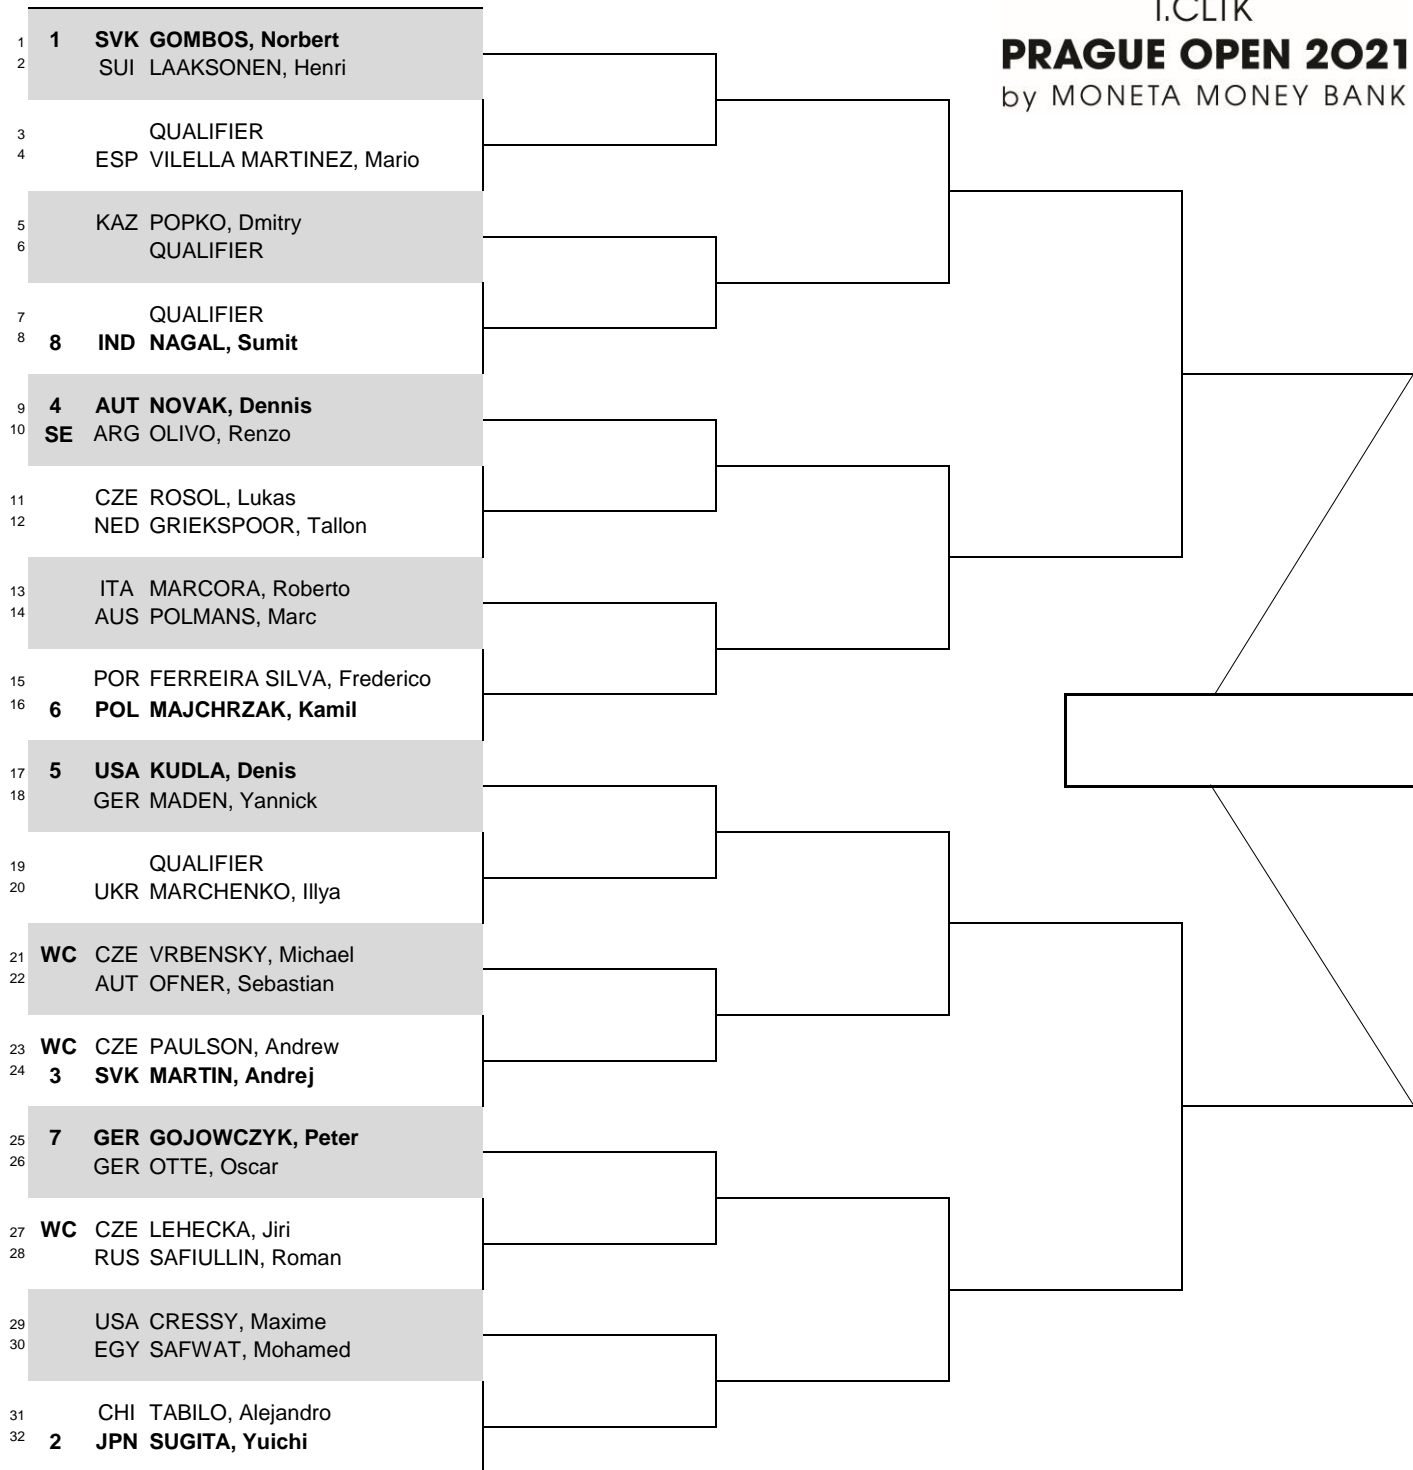 I.CLTK
PRAGUE OPEN 2021
by MONETA MONEY BANK
1 1 SVK GOMBOS, Norbert
2 SUI LAAKSONEN, Henri
3 QUALIFIER
4 ESP VILELLA MARTINEZ, Mario
5 KAZ POPKO, Dmitry
6 QUALIFIER
7 QUALIFIER
8 8 IND NAGAL, Sumit
9 4 AUT NOVAK, Dennis
10 SE ARG OLIVO, Renzo
11 CZE ROSOL, Lukas
12 NED GRIEKSPOOR, Tallon
13 ITA MARCORA, Roberto
14 AUS POLMANS, Marc
15 POR FERREIRA SILVA, Frederico
16 6 POL MAJCHRZAK, Kamil
17 5 USA KUDLA, Denis
18 GER MADEN, Yannick
19 QUALIFIER
20 UKR MARCHENKO, Illya
21 WC CZE VRBENSKY, Michael
22 AUT OFNER, Sebastian
23 WC CZE PAULSON, Andrew
24 3 SVK MARTIN, Andrej
25 7 GER GOJOWCZYK, Peter
26 GER OTTE, Oscar
27 WC CZE LEHECKA, Jiri
28 RUS SAFIULLIN, Roman
29 USA CRESSY, Maxime
30 EGY SAFWAT, Mohamed
31 CHI TABILO, Alejandro
32 2 JPN SUGITA, Yuichi